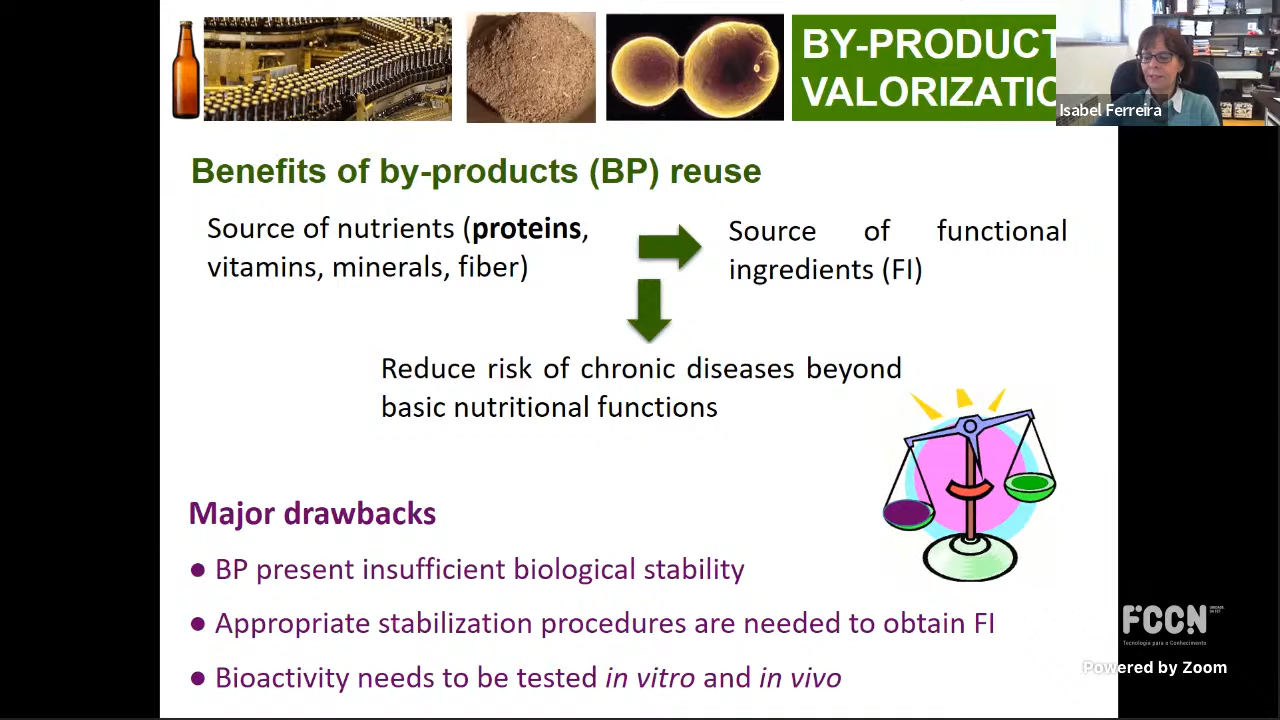 BY-PRODUCT
VALORIZATIO
Isabel Ferreira
Benefits of by-products (BP) reuse
Source of nutrients (proteins,
vitamins, minerals, fiber)
Source of functional
ingredients (FI)
Reduce risk of chronic diseases beyond
basic nutritional functions
Major drawbacks
● BP present insufficient biological stability
● Appropriate stabilization procedures are needed to obtain FI
● Bioactivity needs to be tested in vitro and in vivo
FCCN
Tecnologia para o Conhecimento
Powered by Zoom